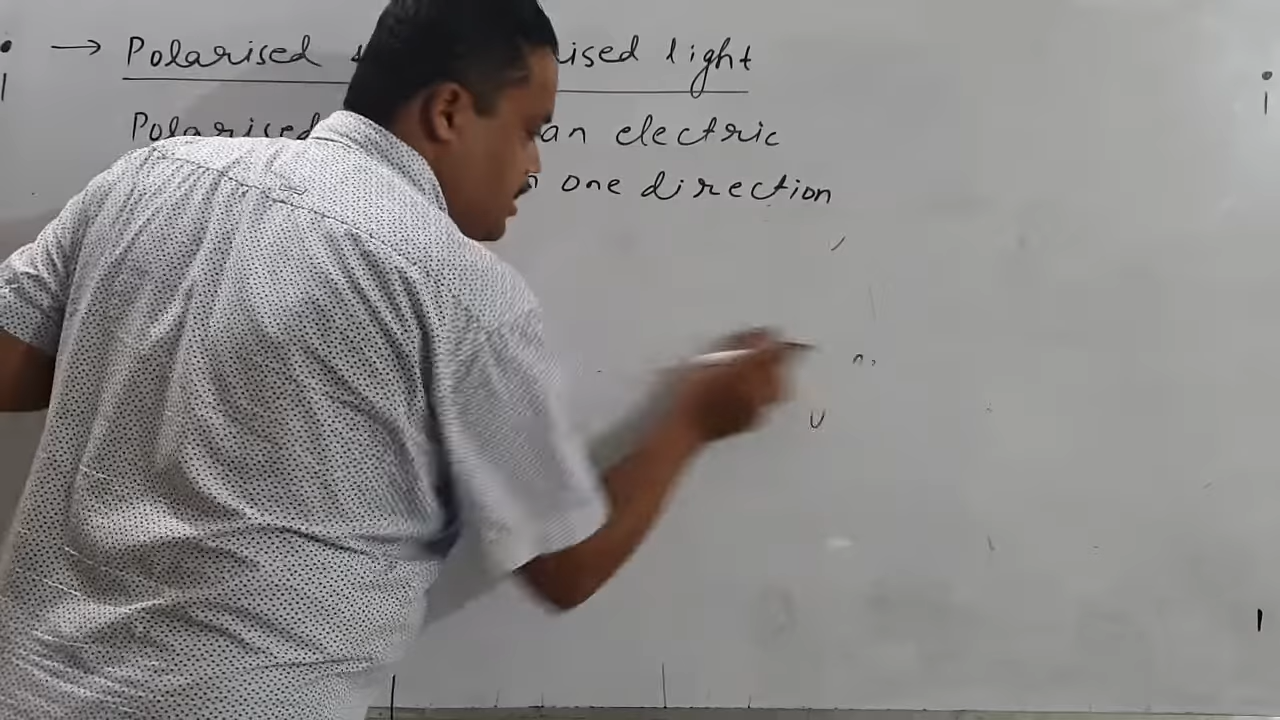 → Polarised ised light
Polarised an electric
one direction